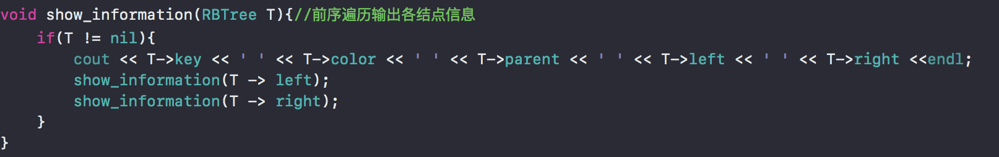 void show_information(RBTree T){//前序遍历输出各结点信息
    if(T != nil){
        cout << T->key << ' ' << T->color << ' ' << T->parent << ' ' << T->left << ' ' << T->right <<endl;
        show_information(T -> left);
        show_information(T -> right);
    }
}